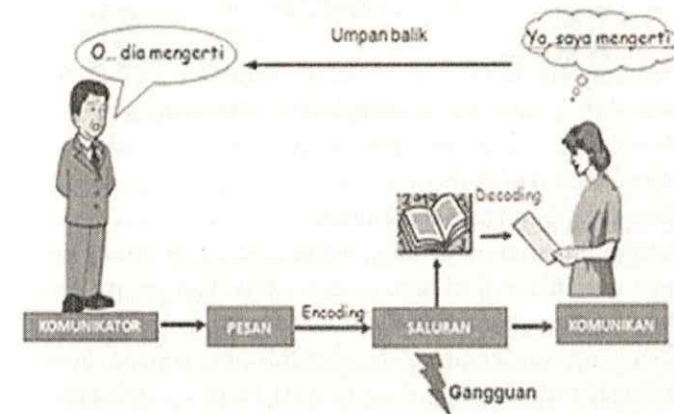 Umpan balik
O... dia mengerti
Ya, saya mengerti
Decoding
Encoding
KOMUNIKATOR
PESAN
SALURAN
KOMUNIKAN
Gangguan